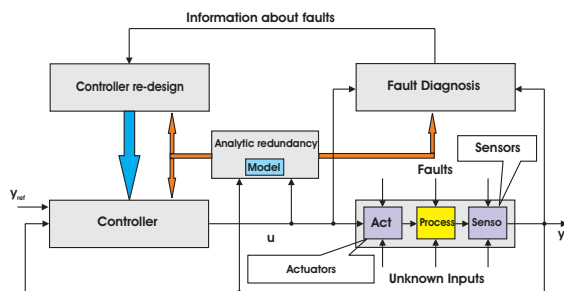 Information about faults
Controller re-design
Fault Diagnosis
Analytic redundancy
Model
Sensors
Faults
y_ref
Controller
Act
Process
Senso
u
y
Actuators
Unknown Inputs